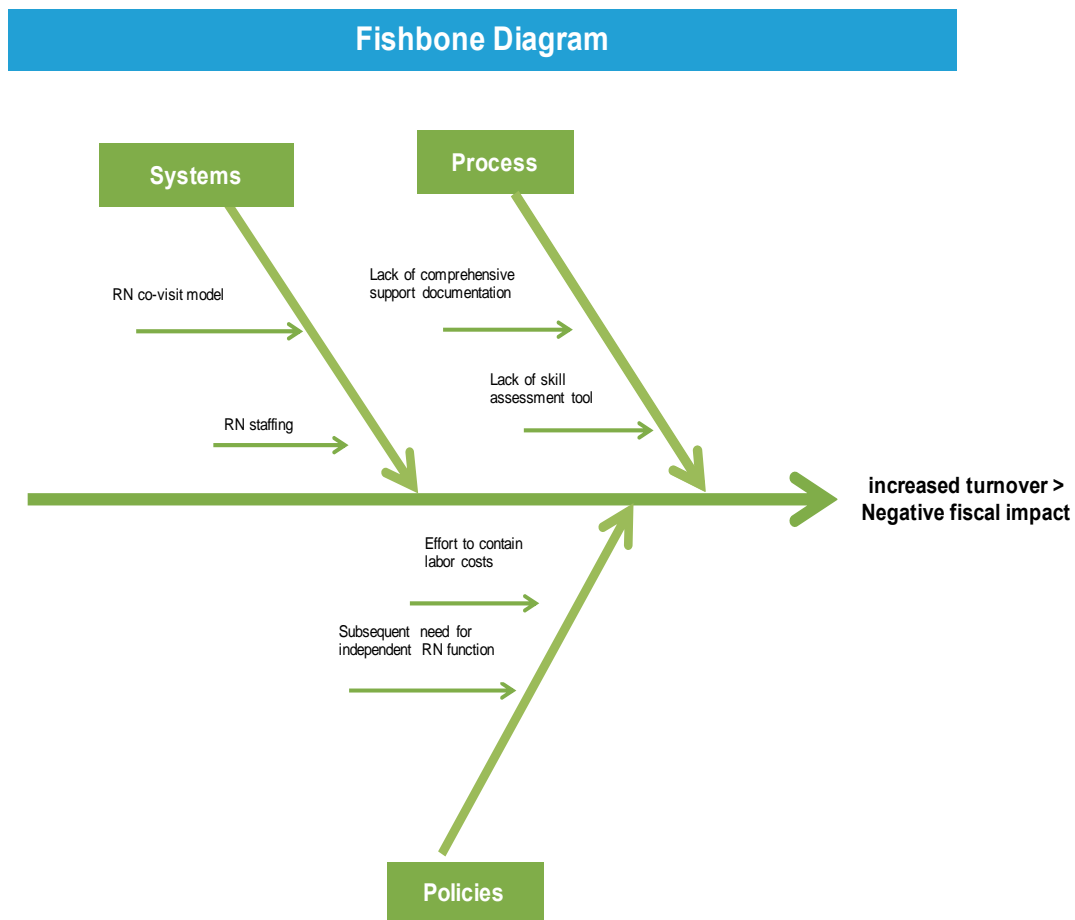 Fishbone Diagram
Systems
Process
RN co-visit model
Lack of comprehensive
support documentation
RN staffing
Lack of skill
assessment tool
increased turnover >
Negative fiscal impact
Effort to contain
labor costs
Subsequent need for
independent RN function
Policies